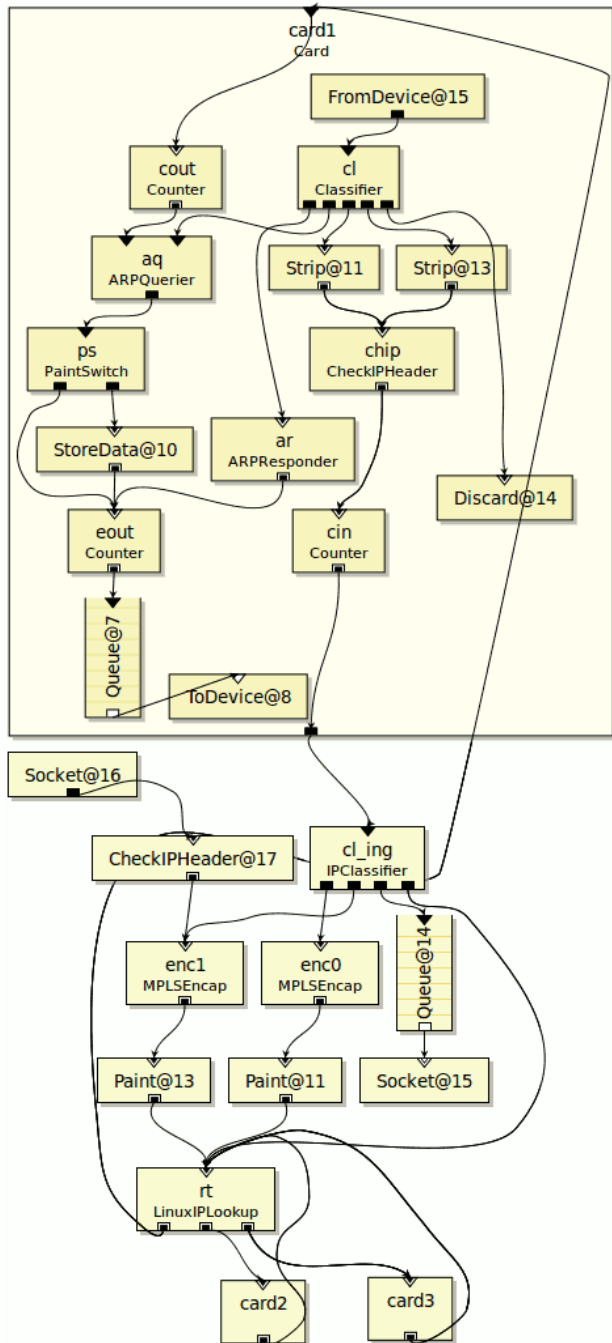 card1
Card
FromDevice@15
cout
Counter
cl
Classifier
aq
ARPQuerier
Strip@11
Strip@13
ps
PaintSwitch
chip
CheckIPHeader
StoreData@10
ar
ARPResponder
Discard@14
eout
Counter
cin
Counter
Queue@7
ToDevice@8
Socket@16
CheckIPHeader@17
cl_ing
IPClassifier
enc1
MPLSEncap
enc0
MPLSEncap
Queue@14
Paint@13
Paint@11
Socket@15
rt
LinuxIPLookup
card2
card3